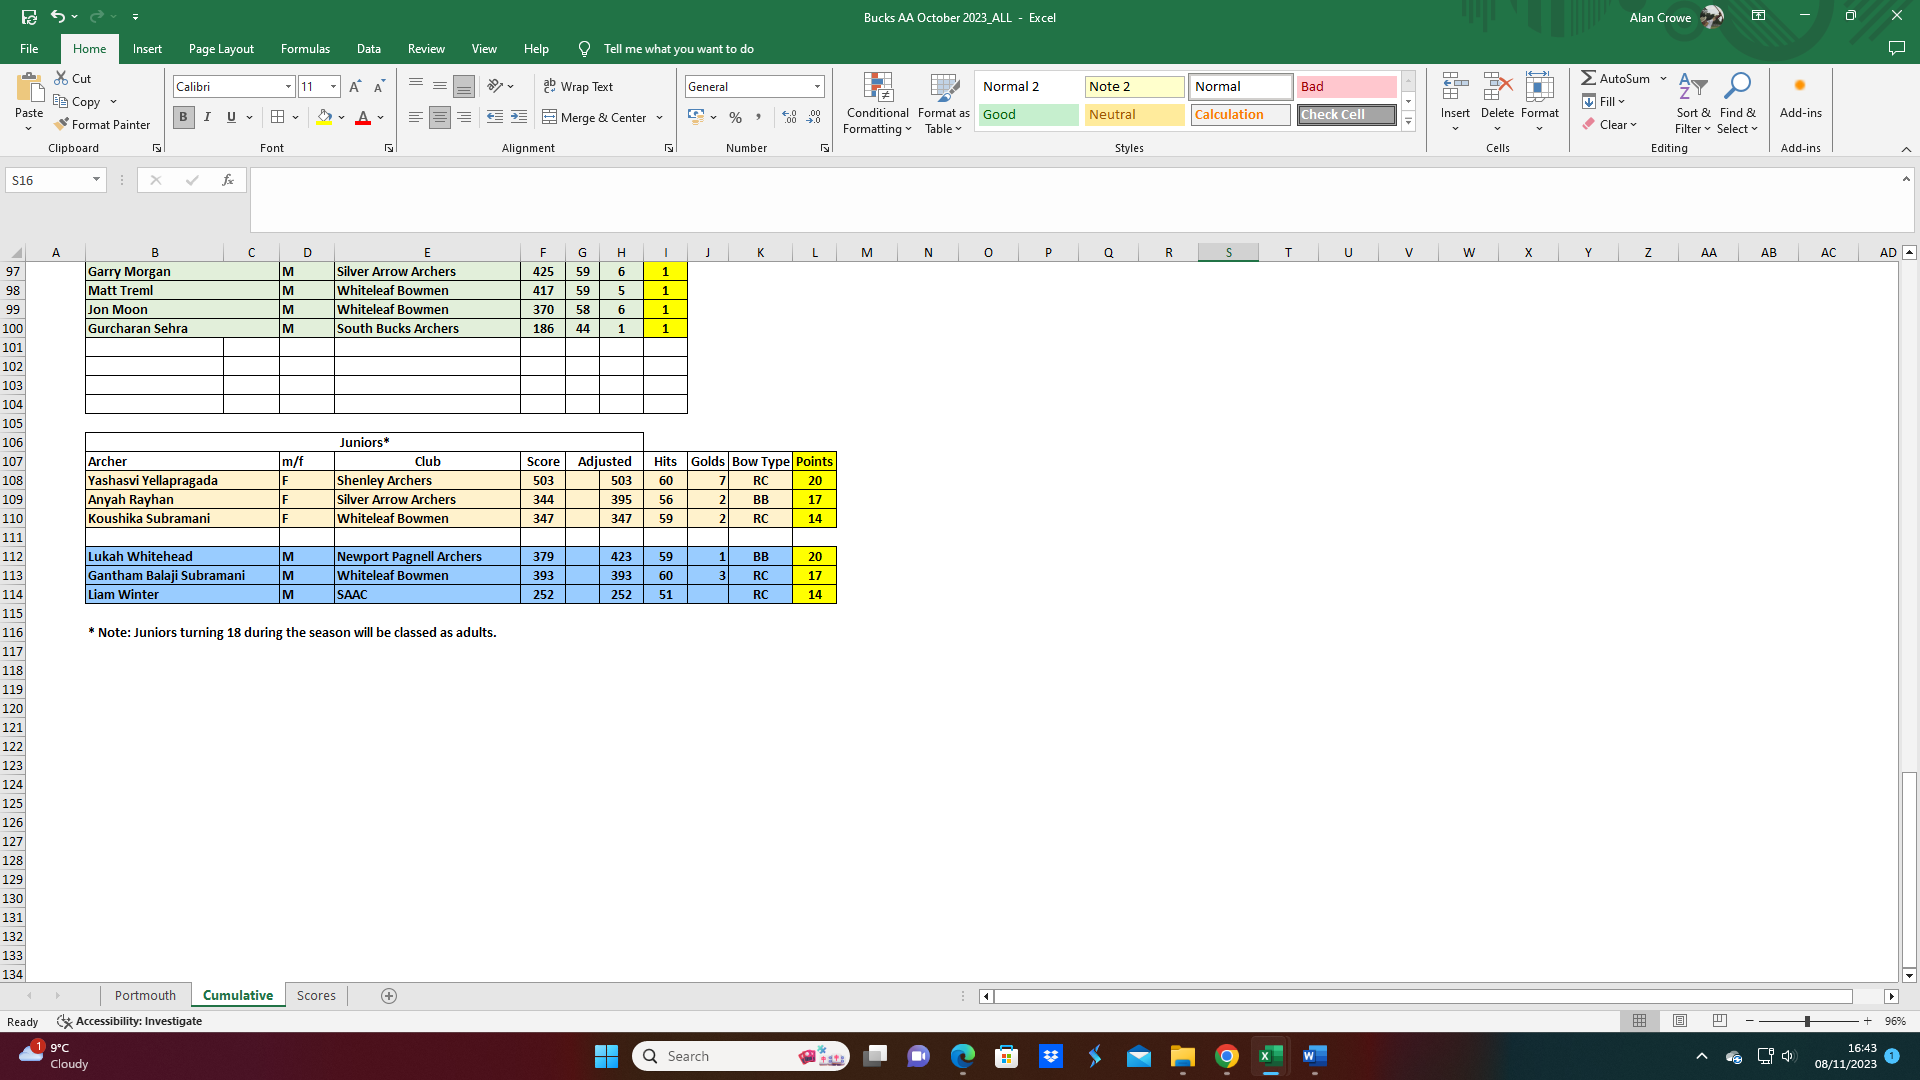 Bucks AA October 2023_ALL - Excel
Alan Crowe
File Home Insert Page Layout Formulas Data Review View Help Tell me what you want to do
Paste
Cut
Copy
Format Painter
Clipboard
Calibri 11
B I U
Font
ab Wrap Text
Merge & Center
Alignment
General
% ,
Number
Conditional Formatting
Format as Table
Normal 2 Note 2 Normal Bad
Good Neutral Calculation Check Cell
Styles
Insert Delete Format
Cells
AutoSum
Fill
Clear
Sort & Filter
Find & Select
Editing
Add-ins
Add-ins
S16 fx
A B C D E F G H I J K L M N O P Q R S T U V W X Y Z AA AB AC AD
97 Garry Morgan M Silver Arrow Archers 425 59 6 1
98 Matt Treml M Whiteleaf Bowmen 417 59 5 1
99 Jon Moon M Whiteleaf Bowmen 370 58 6 1
100 Gurcharan Sehra M South Bucks Archers 186 44 1 1
101
102
103
104
105
106 Juniors*
107 Archer m/f Club Score Adjusted Hits Golds Bow Type Points
108 Yashasvi Yellapragada F Shenley Archers 503 503 60 7 RC 20
109 Anyah Rayhan F Silver Arrow Archers 344 395 56 2 BB 17
110 Koushika Subramani F Whiteleaf Bowmen 347 347 59 2 RC 14
111
112 Lukah Whitehead M Newport Pagnell Archers 379 423 59 1 BB 20
113 Gantham Balaji Subramani M Whiteleaf Bowmen 393 393 60 3 RC 17
114 Liam Winter M SAAC 252 252 51 RC 14
115
116 * Note: Juniors turning 18 during the season will be classed as adults.
117
118
119
120
121
122
123
124
125
126
127
128
129
130
131
132
133
134
Portmouth Cumulative Scores
Ready Accessibility: Investigate
96%
1 9°C
Cloudy
Search
16:43
08/11/2023
1